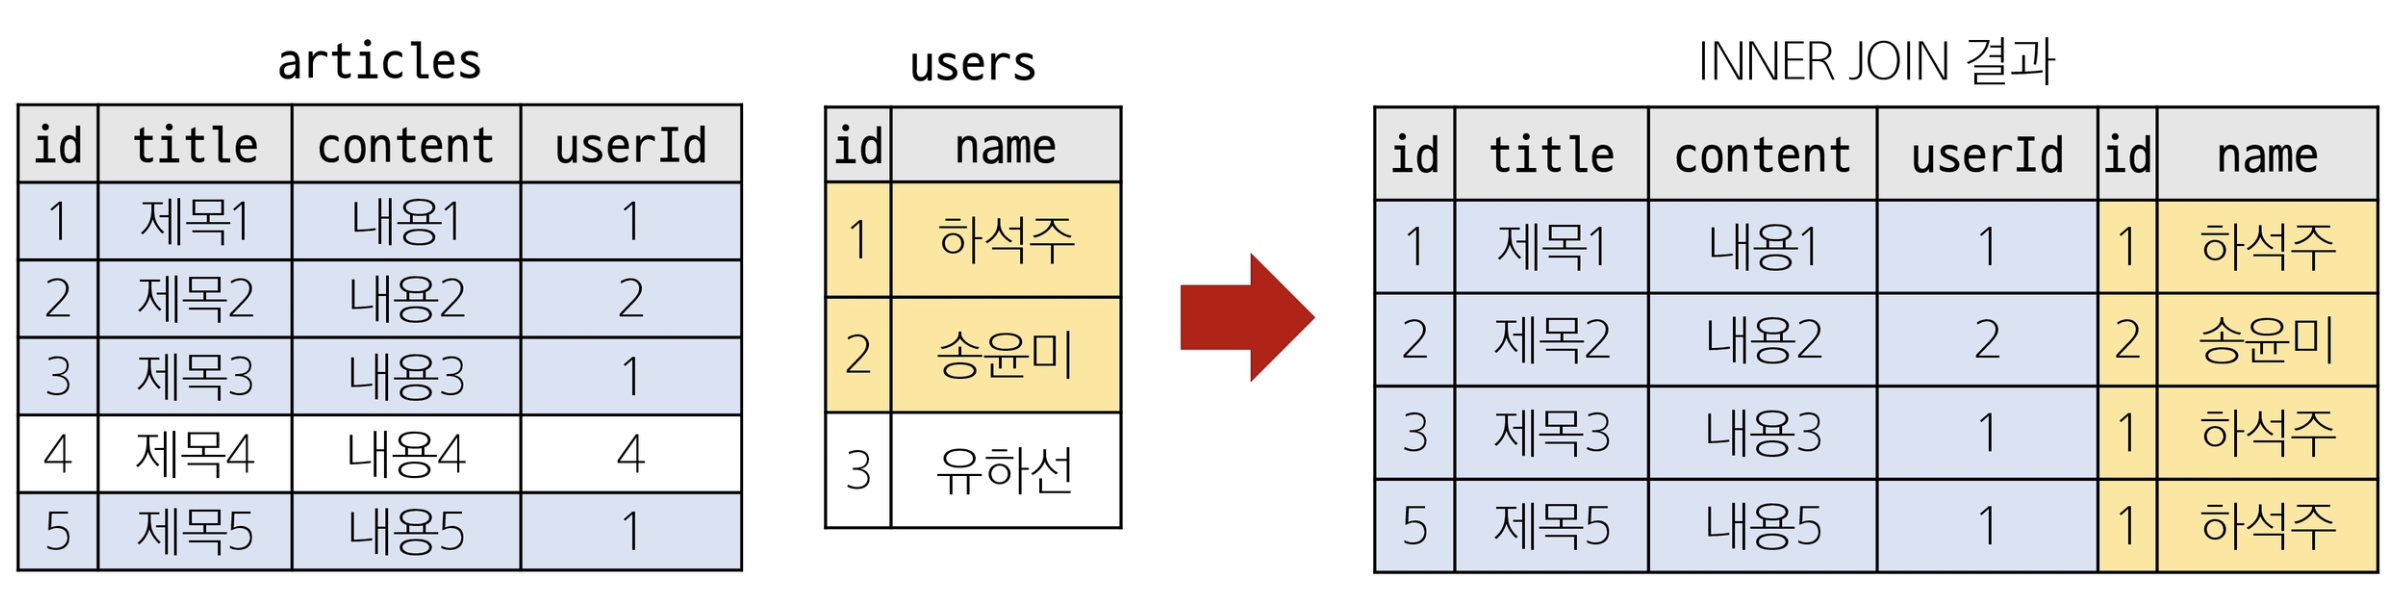 articles
id title content userId
1 제목1 내용1 1
2 제목2 내용2 2
3 제목3 내용3 1
4 제목4 내용4 4
5 제목5 내용5 1
users
id name
1 하석주
2 송윤미
3 유하선
INNER JOIN 결과
id title content userId id name
1 제목1 내용1 1 1 하석주
2 제목2 내용2 2 2 송윤미
3 제목3 내용3 1 1 하석주
5 제목5 내용5 1 1 하석주